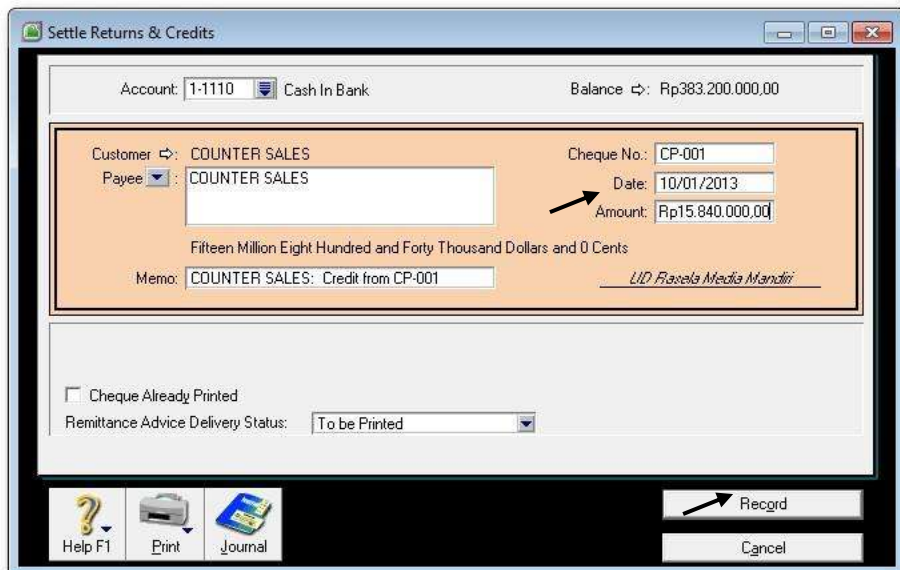 Settle Returns & Credits
Account: 1-1110 Cash In Bank Balance ⇨: Rp383.200.000,00
Customer ⇨: COUNTER SALES Cheque No.: CP-001
Payee : COUNTER SALES Date: 10/01/2013
Amount: Rp15.840.000,00
Fifteen Million Eight Hundred and Forty Thousand Dollars and 0 Cents
Memo: COUNTER SALES: Credit from CP-001 UD Rasela Media Mandiri
Cheque Already Printed
Remittance Advice Delivery Status: To be Printed
Help F1 Print Journal Record
Cancel